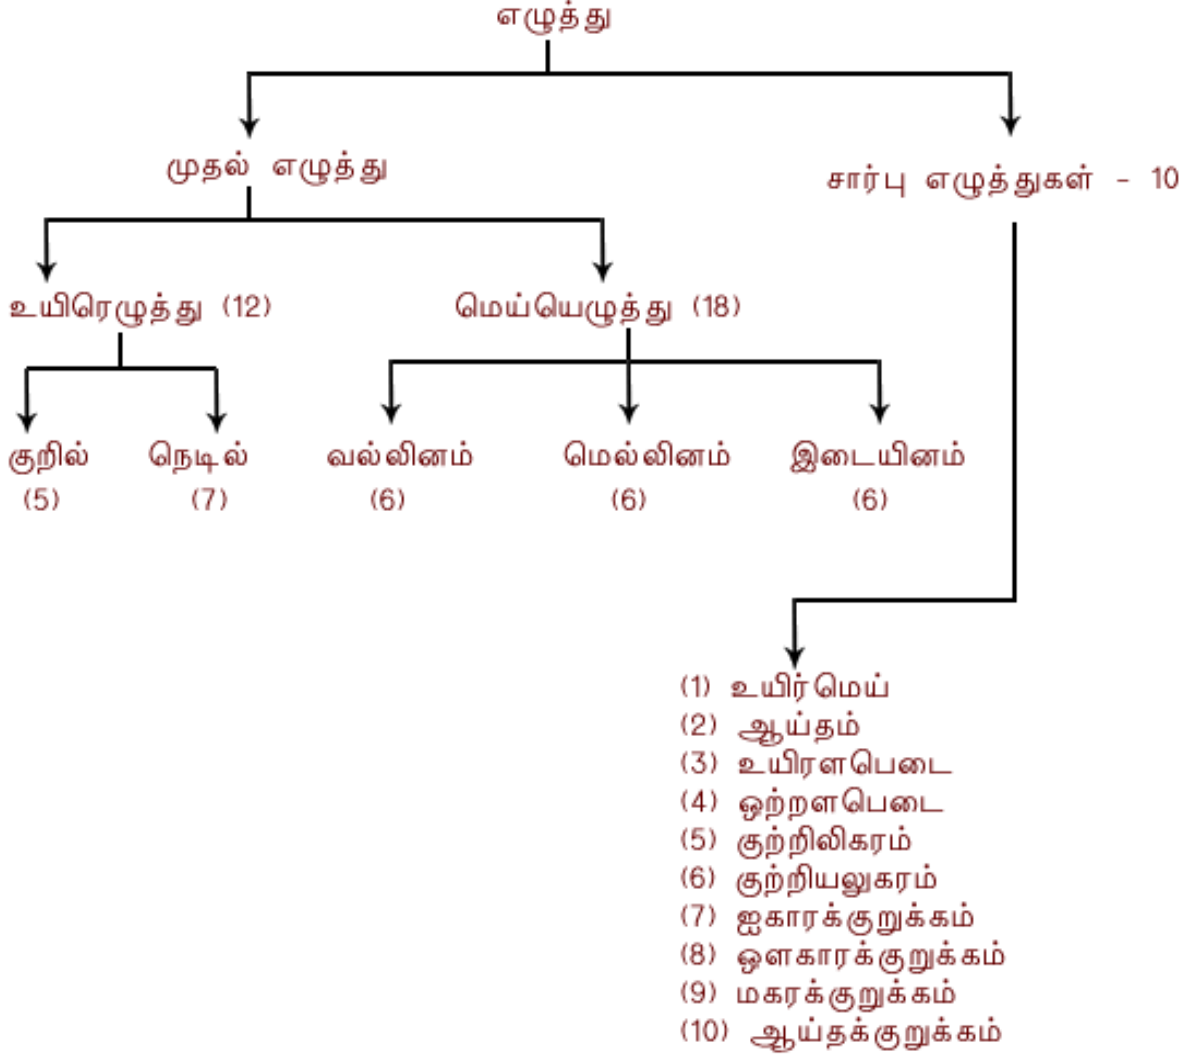 எழுத்து
முதல் எழுத்து
சார்பு எழுத்துகள் - 10
உயிரெழுத்து (12)
மெய்யெழுத்து (18)
குறில்
(5)
நெடில்
(7)
வல்லினம்
(6)
மெல்லினம்
(6)
இடையினம்
(6)
(1) உயிர்மெய்
(2) ஆய்தம்
(3) உயிரளபெடை
(4) ஒற்றளபெடை
(5) குற்றிலிகரம்
(6) குற்றியலுகரம்
(7) ஐகாரக்குறுக்கம்
(8) ஒளகாரக்குறுக்கம்
(9) மகரக்குறுக்கம்
(10) ஆய்தக்குறுக்கம்